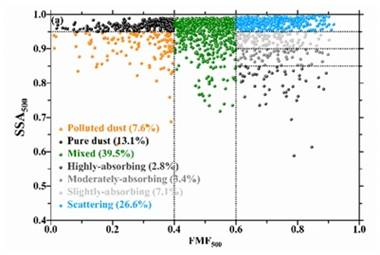 (a)
1.0
0.9
0.8
0.7
0.6
0.5
0.4
SSA500
Polluted dust (7.6%)
Pure dust (13.1%)
Mixed (39.5%)
Highly-absorbing (2.8%)
Moderately-absorbing (3.4%)
Slightly-absorbing (7.1%)
Scattering (26.6%)
0.0 0.2 0.4 0.6 0.8 1.0
FMF500